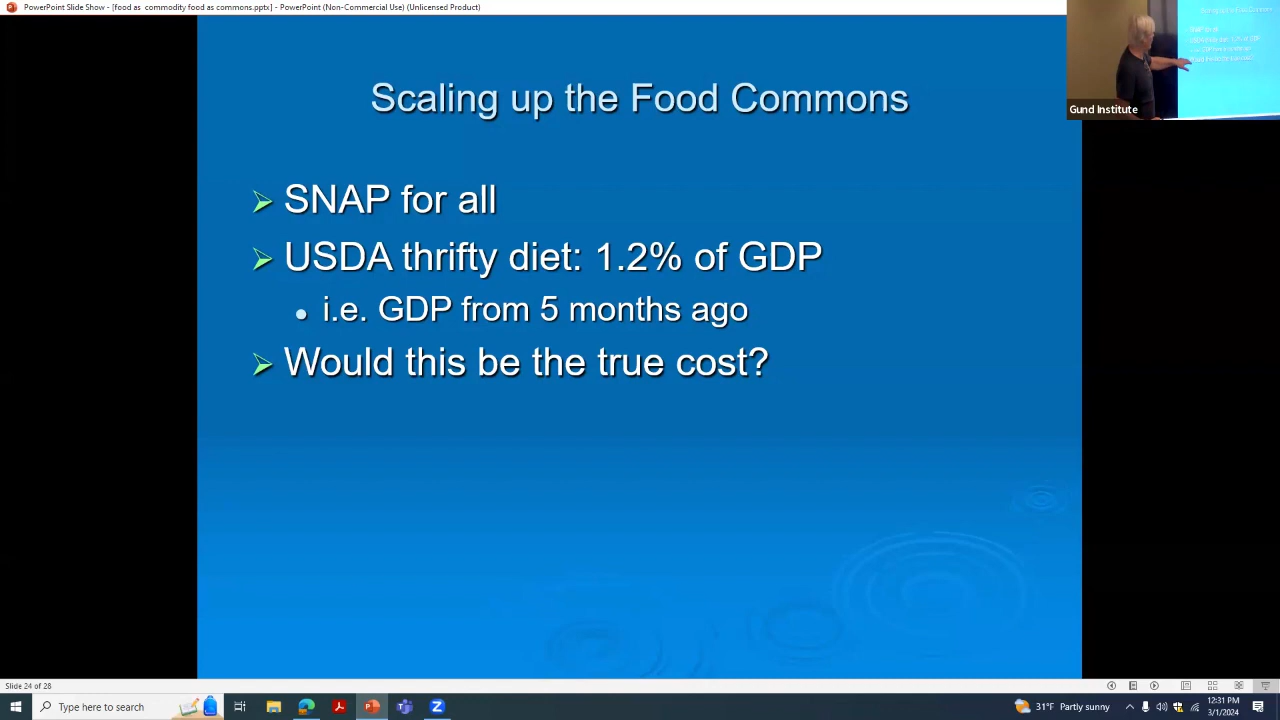 PowerPoint Slide Show - [food as  commodity food as commons.pptx] - PowerPoint (Non-Commercial Use) (Unlicensed Product)
Gund Institute
Scaling up the Food Commons
SNAP for all
USDA thrifty diet: 1.2% of GDP
i.e. GDP from 5 months ago
Would this be the true cost?
Slide 24 of 28
Type here to search
31°F Partly sunny
12:31 PM
3/1/2024